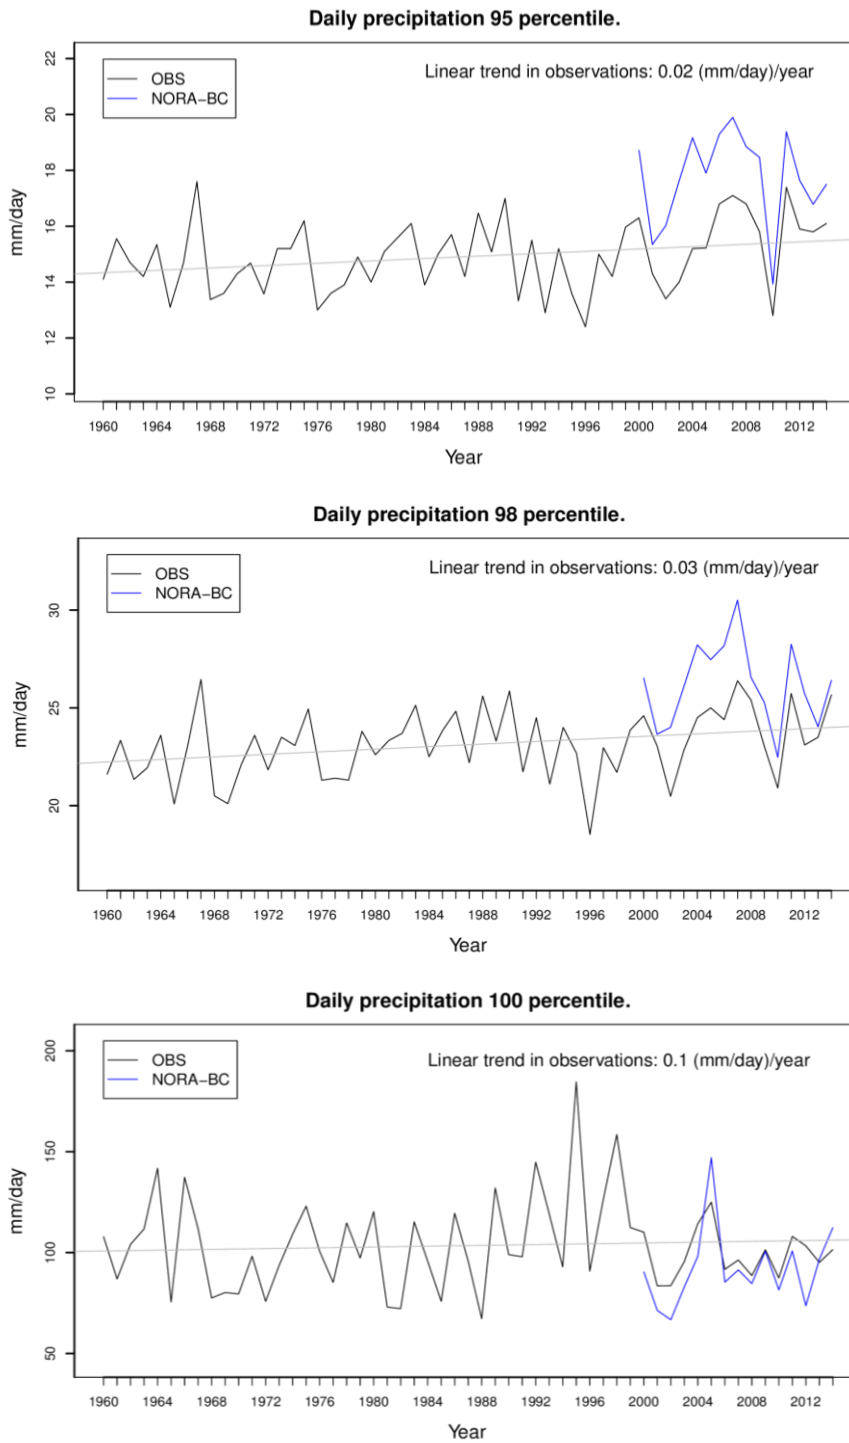 Daily precipitation 95 percentile.
Linear trend in observations: 0.02 (mm/day)/year
OBS
NORA−BC
mm/day
22
20
18
16
14
12
10
1960 1964 1968 1972 1976 1980 1984 1988 1992 1996 2000 2004 2008 2012
Year
Daily precipitation 98 percentile.
Linear trend in observations: 0.03 (mm/day)/year
OBS
NORA−BC
mm/day
30
25
20
1960 1964 1968 1972 1976 1980 1984 1988 1992 1996 2000 2004 2008 2012
Year
Daily precipitation 100 percentile.
Linear trend in observations: 0.1 (mm/day)/year
OBS
NORA−BC
mm/day
200
150
100
50
1960 1964 1968 1972 1976 1980 1984 1988 1992 1996 2000 2004 2008 2012
Year